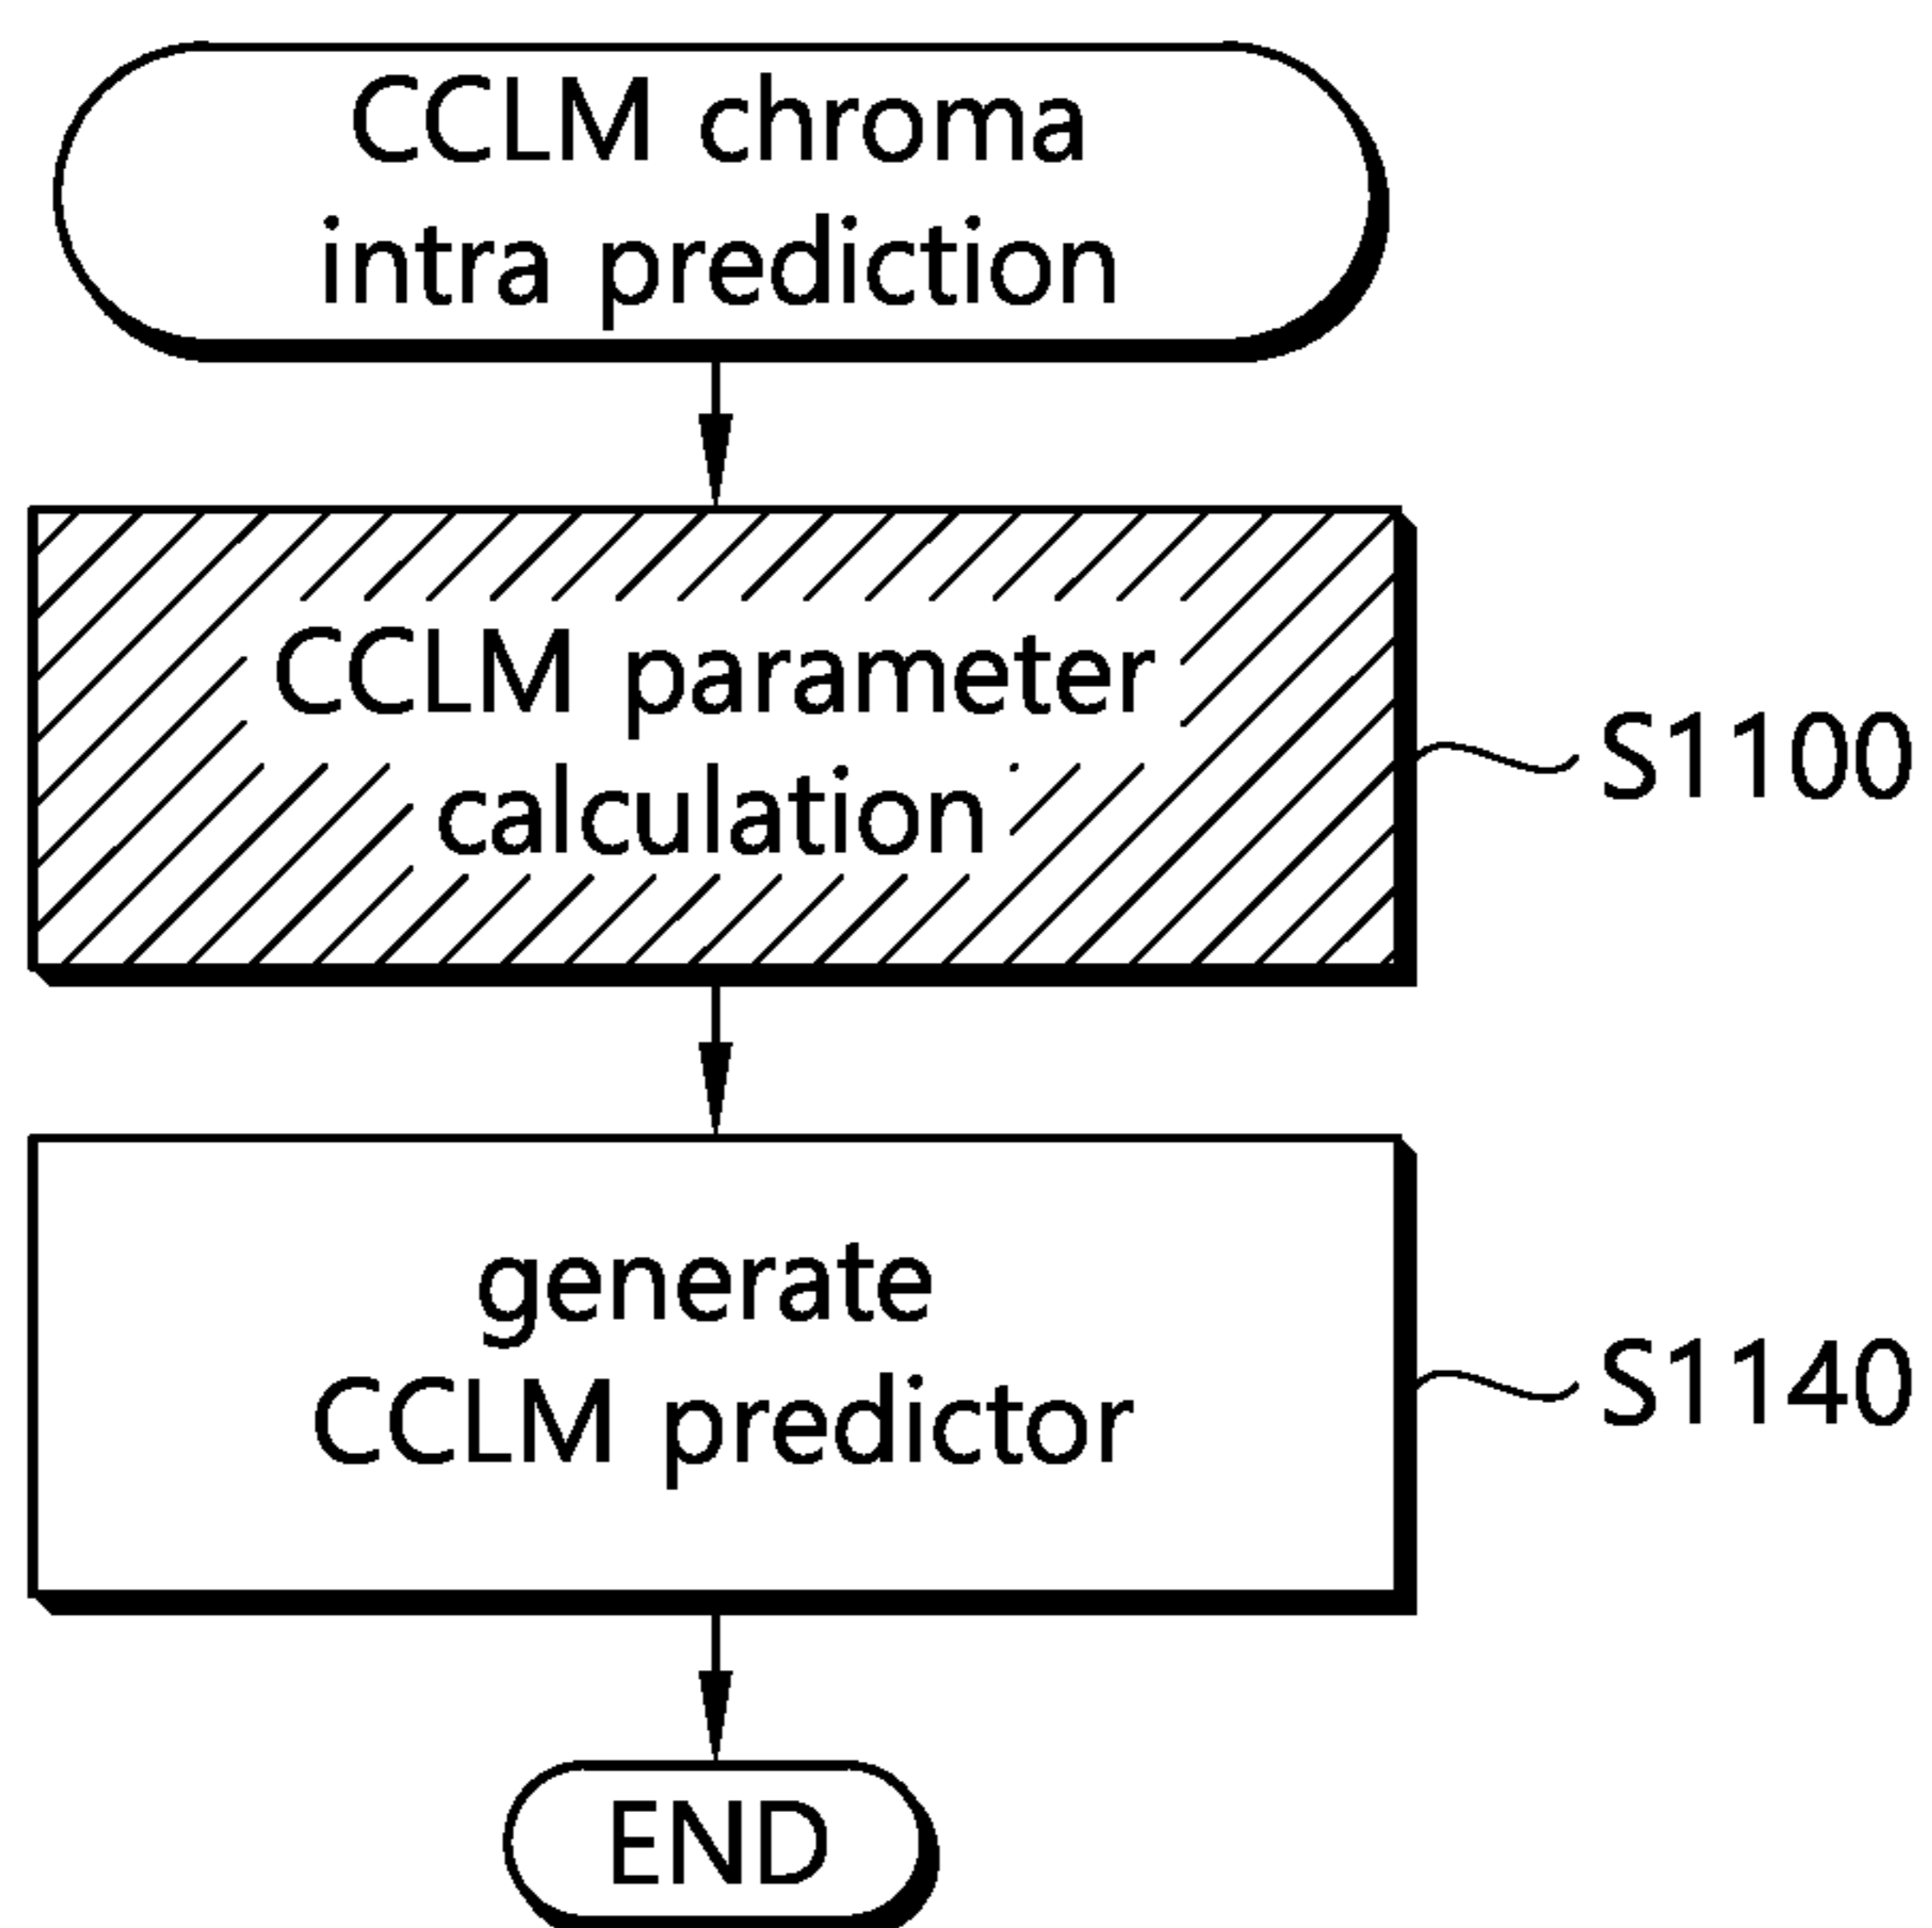 CCLM chroma
intra prediction
CCLM parameter
calculation
S1100
generate
CCLM predictor
S1140
END